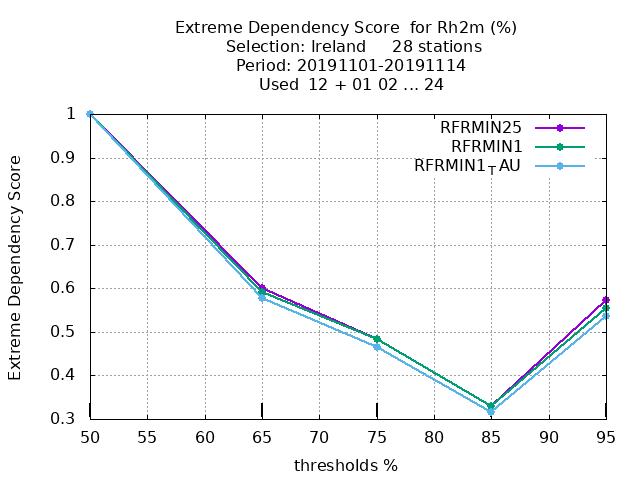 Extreme Dependency Score for Rh2m (%)
Selection: Ireland 28 stations
Period: 20191101-20191114
Used 12 + 01 02 ... 24
RFRMIN25
RFRMIN1
RFRMIN1TAU
Extreme Dependency Score
1
0.9
0.8
0.7
0.6
0.5
0.4
0.3
50 55 60 65 70 75 80 85 90 95
thresholds %